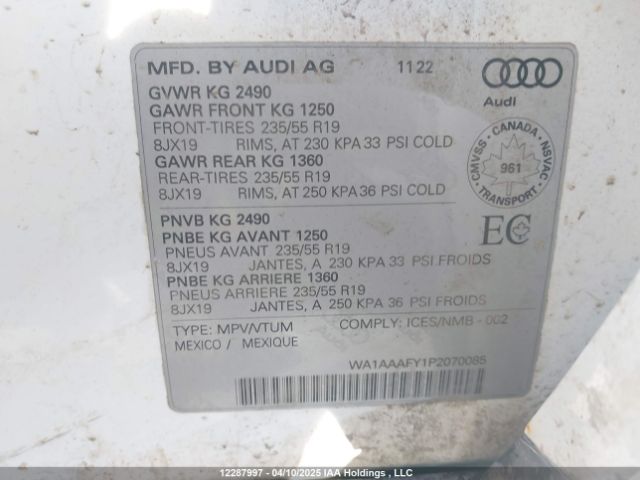 MFD. BY AUDI AG 11 22
Audi
GVWR KG 2490
GAWR FRONT KG 1250
FRONT-TIRES 235/55 R19
8JX19 RIMS, AT 230 KPA 33 PSI COLD
GAWR REAR KG 1360
REAR-TIRES 235/55 R19
8JX19 RIMS, AT 250 KPA 36 PSI COLD
CMVSS - CANADA - NSVAC
961
TRANSPORT
PNVB KG 2490
PNBE KG AVANT 1250
PNEUS AVANT 235/55 R19
8JX19 JANTES, A 230 KPA 33 PSI FROIDS
PNBE KG ARRIERE 1360
PNEUS ARRIERE 235/55 R19
8JX19 JANTES, A 250 KPA 36 PSI FROIDS
EC
TYPE: MPV/VTUM COMPLY: ICES/NMB - 002
MEXICO / MEXIQUE
WA1AAAFY1P2070085
12287997 - 04/10/2025 IAA Holdings , LLC